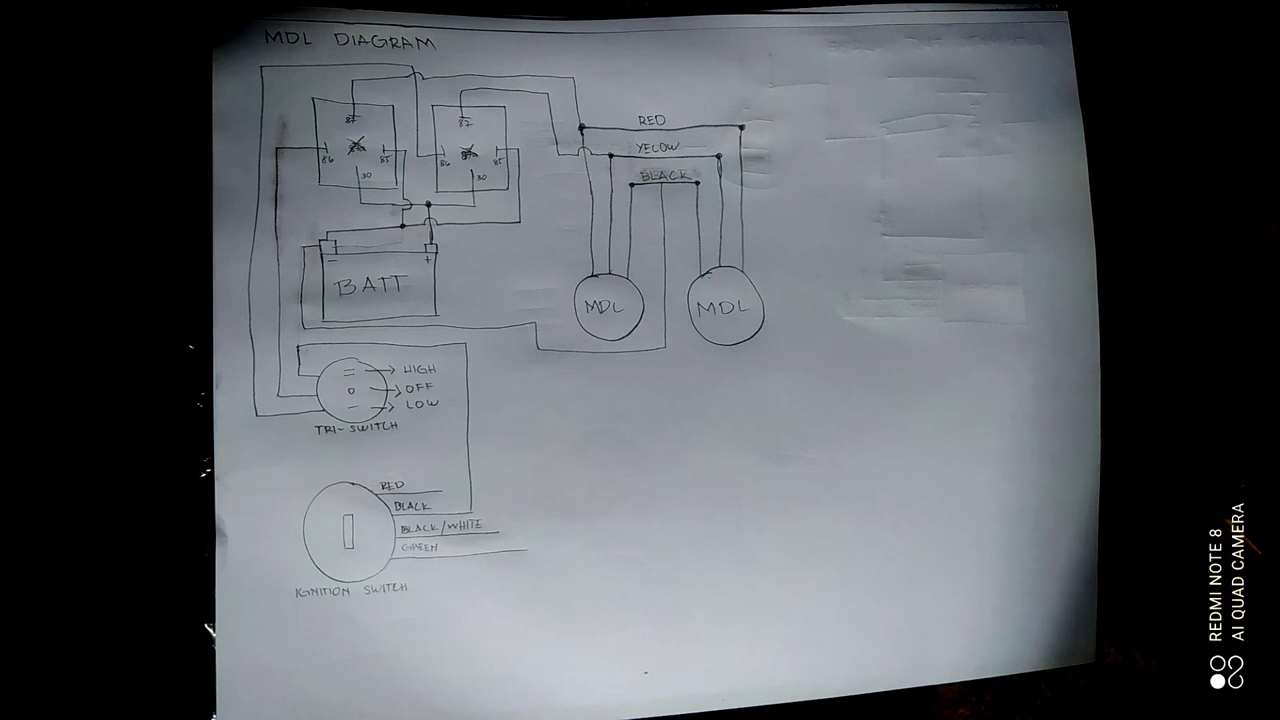 MDL DIAGRAM
87
86
85
30
87
86
85
30
RED
YELOW
BLACK
- +
BATT
MDL
MDL
HIGH
O OFF
LOW
TRI-SWITCH
RED
BLACK
BLACK/WHITE
GREEN
IGNITION SWITCH
REDMI NOTE 8
AI QUAD CAMERA